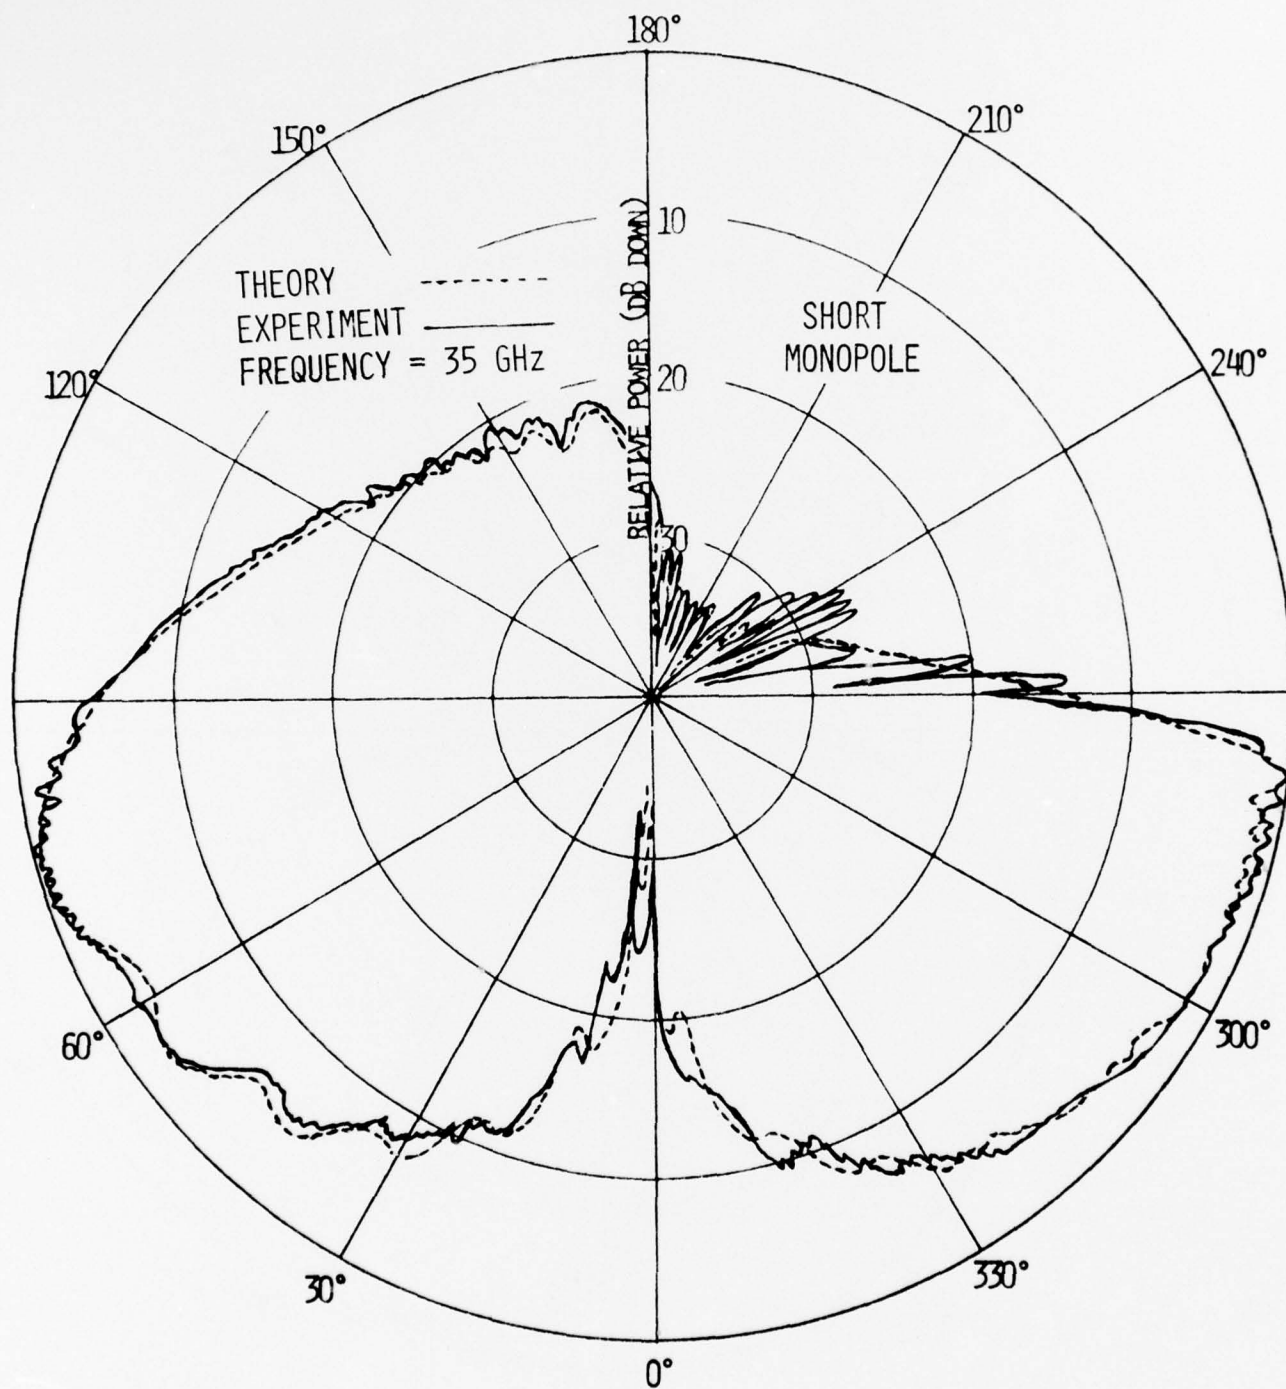 180°
150°
210°
10
RELATIVE POWER (DB DOWN)
THEORY
EXPERIMENT
FREQUENCY = 35 GHz
SHORT
MONOPOLE
120°
20
240°
30
60°
300°
30°
330°
0°